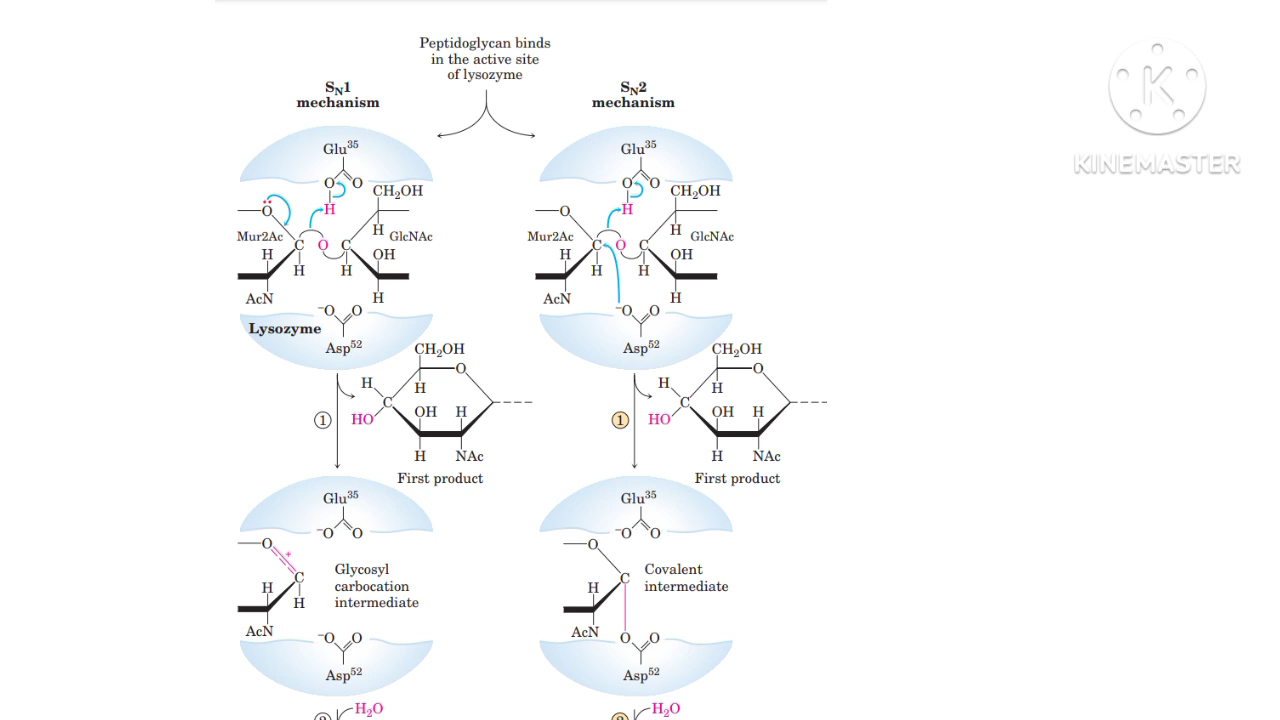 Peptidoglycan binds
in the active site
of lysozyme
S_N1
mechanism
S_N2
mechanism
KINEMASTER
Glu³⁵
O O
CH₂OH
O
H
H
Mur2Ac
C O C
GlcNAc
H
OH
H H
AcN
H
⁻O O
Lysozyme
Asp⁵²
Glu³⁵
O O
CH₂OH
O
H
H
Mur2Ac
C O C
GlcNAc
H
OH
H H
AcN
H
⁻O O
Asp⁵²
CH₂OH
O
H
H
C
HO
OH H
H NAc
First product
1
CH₂OH
O
H
H
C
HO
OH H
H NAc
First product
1
Glu³⁵
⁻O O
O
+
C
H
H
AcN
Glycosyl
carbocation
intermediate
⁻O O
Asp⁵²
H₂O
Glu³⁵
⁻O O
O
C
H
AcN
Covalent
intermediate
O O
Asp⁵²
H₂O